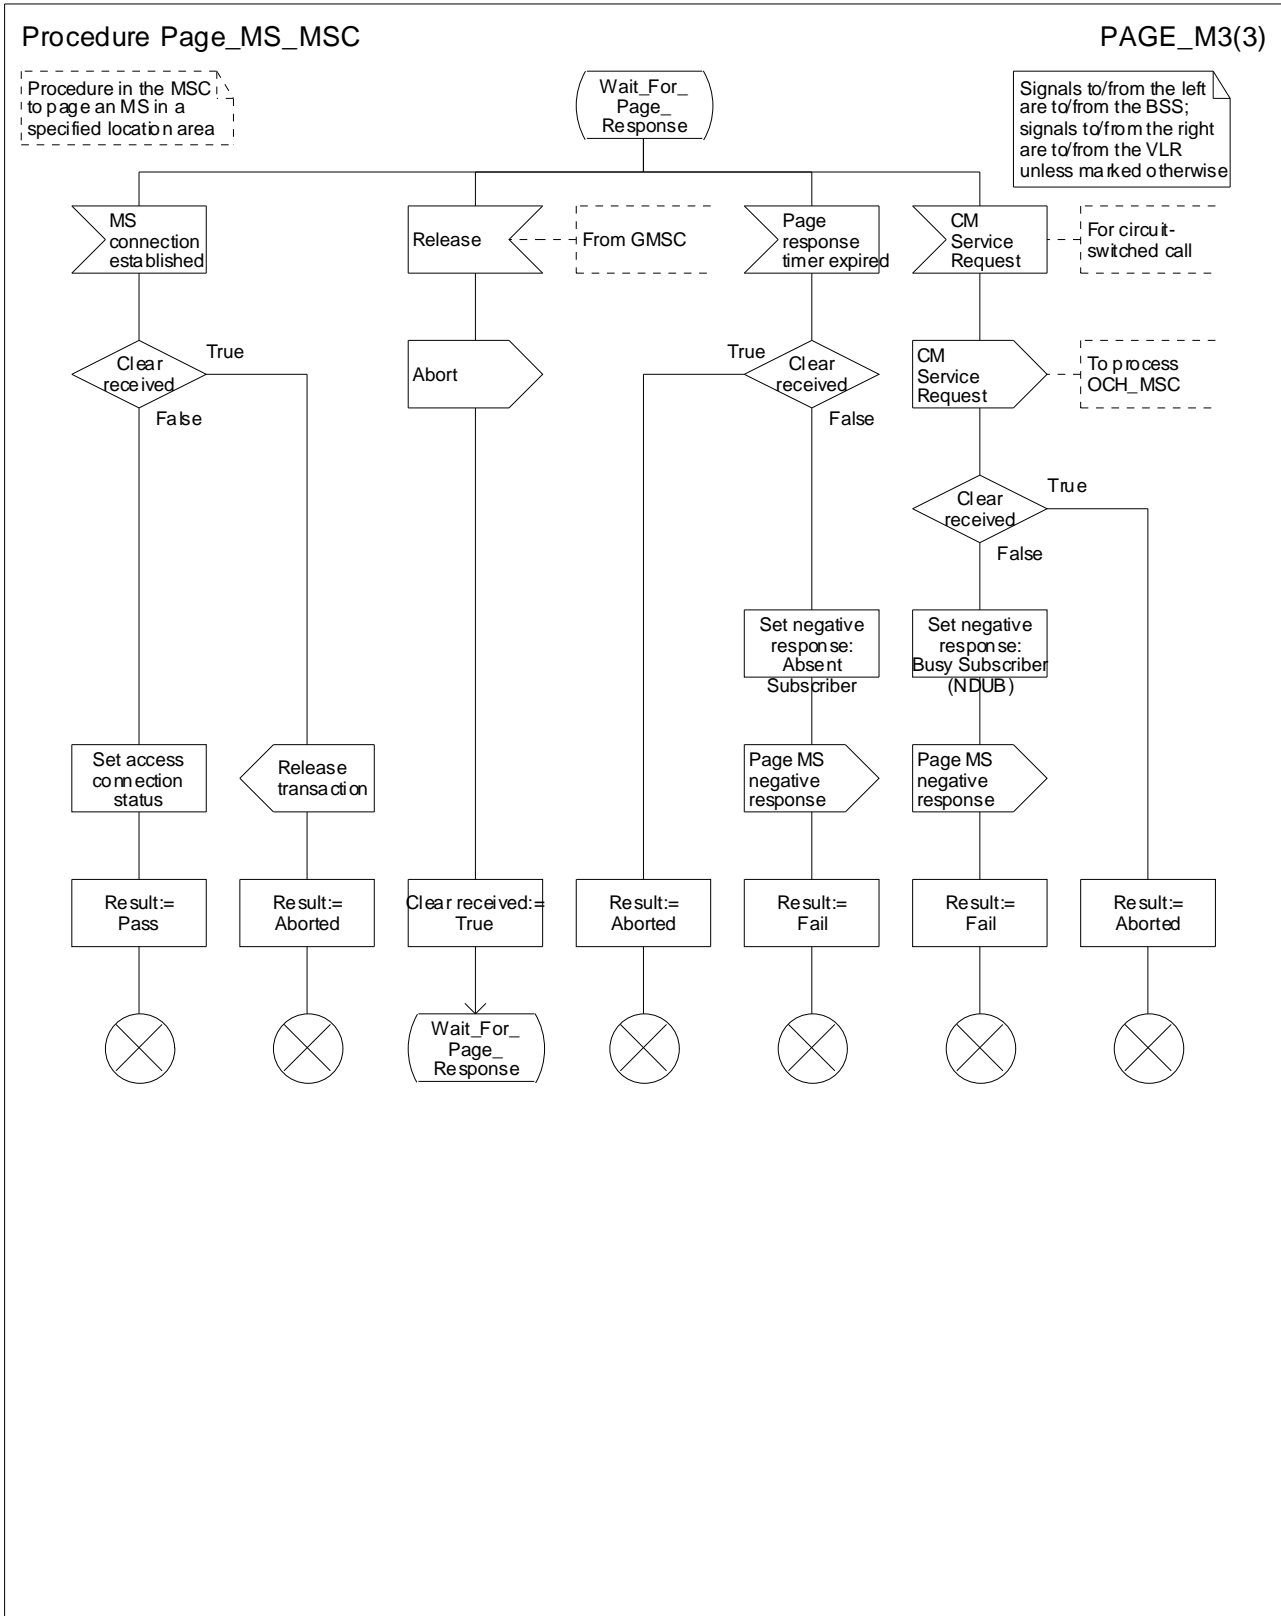 Procedure Page_MS_MSC
PAGE_M3(3)
Procedure in the MSC
to page an MS in a
specified location area
Wait_For_
Page_
Response
Signals to/from the left
are to/from the BSS;
signals to/from the right
are to/from the VLR
unless marked otherwise
MS
connection
established
Release
From GMSC
Page
response
timer expired
CM
Service
Request
For circuit-
switched call
Clear
received
True
False
Abort
True
Clear
received
False
CM
Service
Request
To process
OCH_MSC
Clear
received
True
False
Set negative
response:
Absent
Subscriber
Set negative
response:
Busy Subscriber
(NDUB)
Set access
connection
status
Release
transaction
Page MS
negative
response
Page MS
negative
response
Result:=
Pass
Result:=
Aborted
Clear received:=
True
Result:=
Aborted
Result:=
Fail
Result:=
Fail
Result:=
Aborted
Wait_For_
Page_
Response